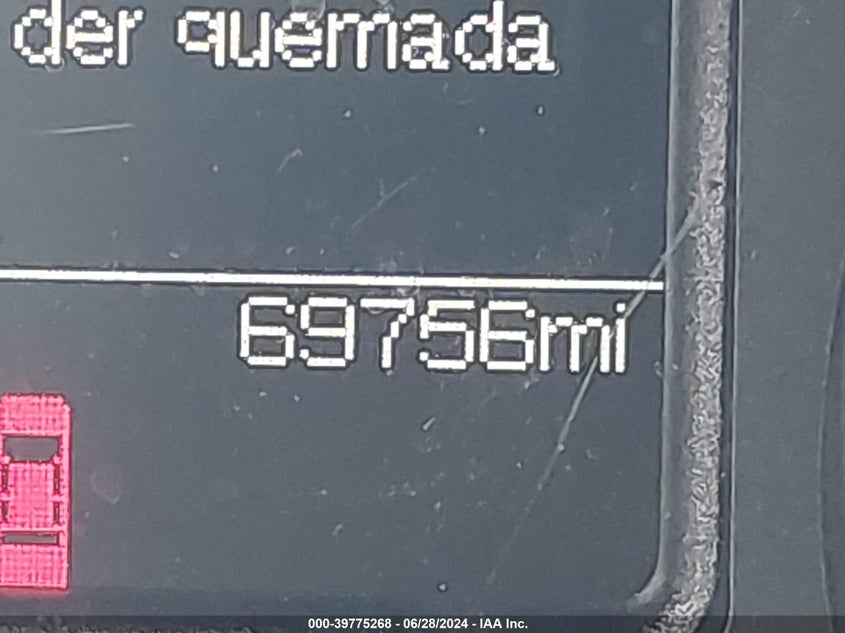 der quemada
69756mi
000-39775268 - 06/28/2024 - IAA Inc.